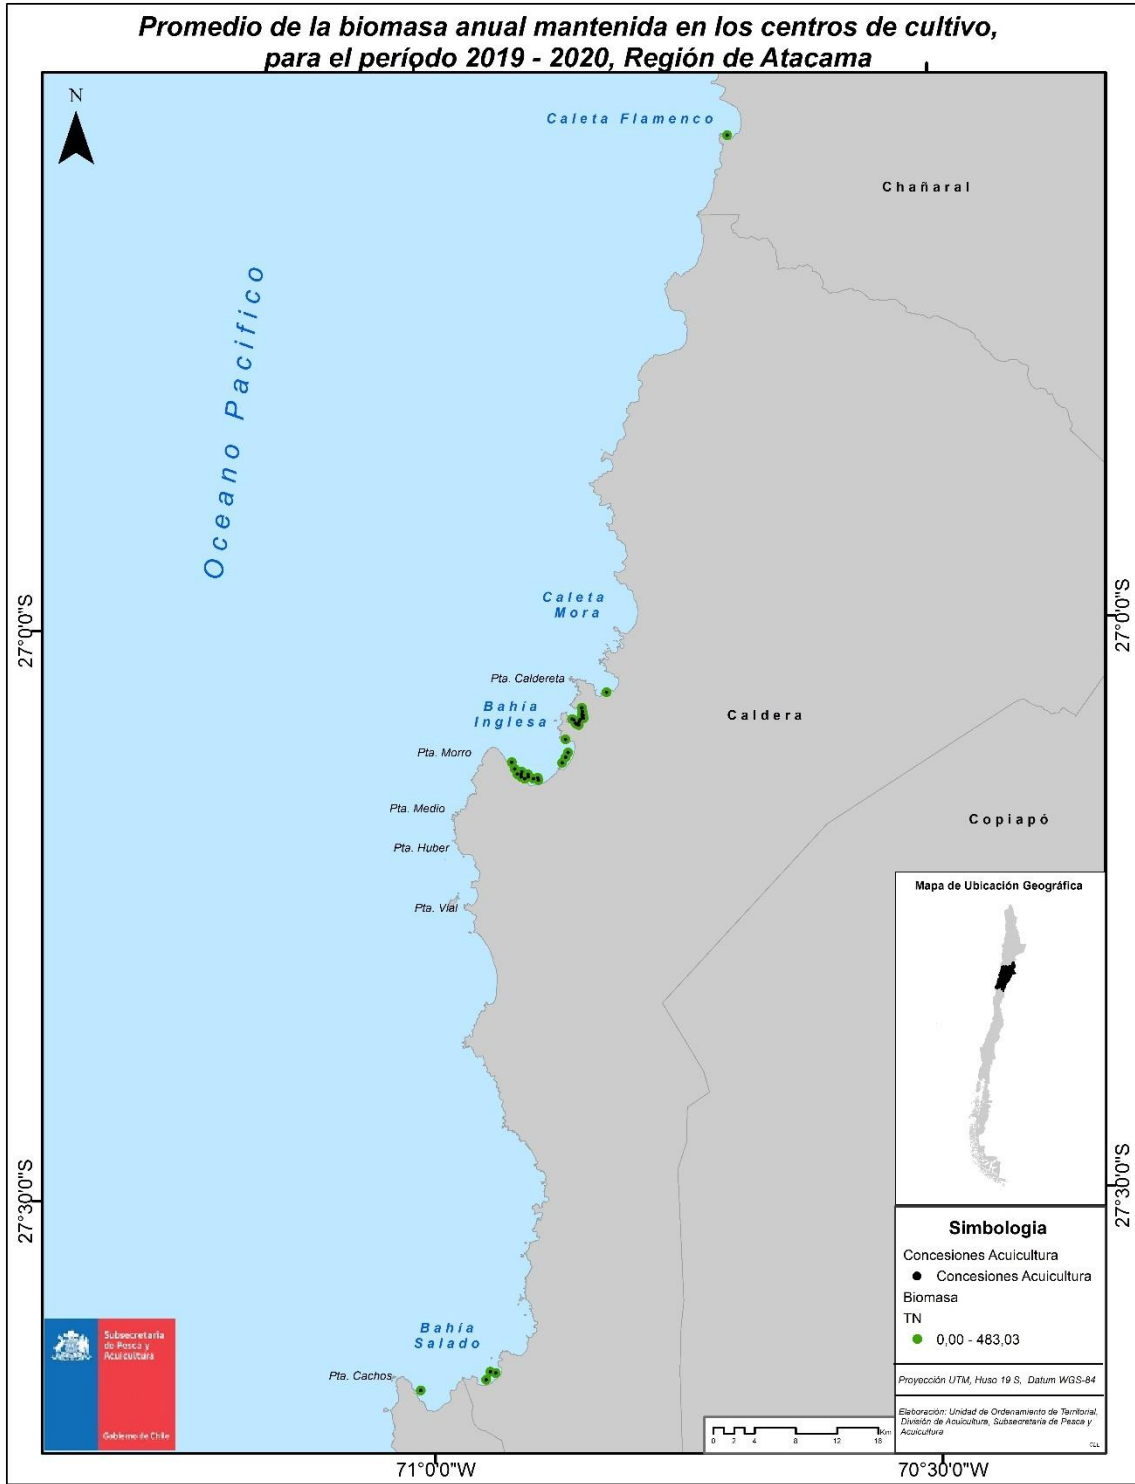 Promedio de la biomasa anual mantenida en los centros de cultivo,
para el período 2019 - 2020, Región de Atacama
N
Caleta Flamenco
Chañaral
Oceano Pacifico
Caleta
Mora
27°0'0"S
27°0'0"S
Pta. Caldereta
Bahía
Inglesa
Caldera
Pta. Morro
Pta. Medio
Copiapó
Pta. Huber
Pta. Vial
Mapa de Ubicación Geográfica
27°30'0"S
27°30'0"S
Simbologia
Concesiones Acuicultura
Concesiones Acuicultura
Biomasa
TN
0,00 - 483,03
Bahía
Salado
Pta. Cachos
Subsecretaría
de Pesca y
Acuicultura
Gobierno de Chile
Proyección UTM, Huso 19 S, Datum WGS-84
Elaboración: Unidad de Ordenamiento de Territorial,
División de Acuicultura, Subsecretaria de Pesca y
Acuicultura
0 2 4 8 12 16 Km
71°0'0"W
70°30'0"W